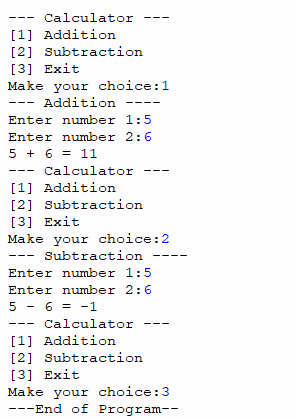 --- Calculator ---
[1] Addition
[2] Subtraction
[3] Exit
Make your choice:1
--- Addition ----
Enter number 1:5
Enter number 2:6
5 + 6 = 11
--- Calculator ---
[1] Addition
[2] Subtraction
[3] Exit
Make your choice:2
--- Subtraction ----
Enter number 1:5
Enter number 2:6
5 - 6 = -1
--- Calculator ---
[1] Addition
[2] Subtraction
[3] Exit
Make your choice:3
---End of Program--